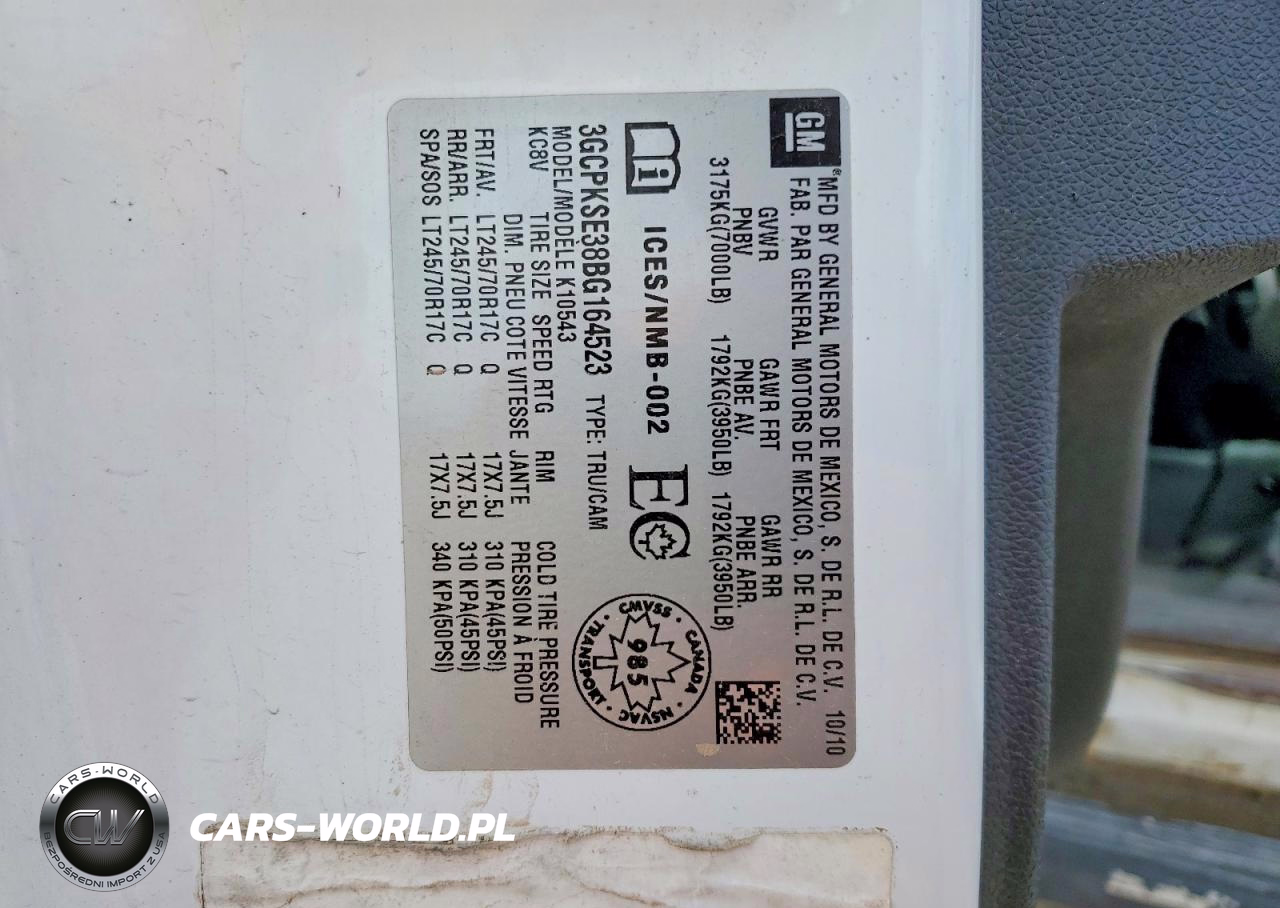 GM
®MFD BY GENERAL MOTORS DE MEXICO, S. DE R.L. DE C.V. 10/10
FAB. PAR GENERAL MOTORS DE MEXICO, S. DE R.L. DE C.V.
GVWR GAWR FRT GAWR RR
PNBV PNBE AV. PNBE ARR.
3175KG(7000LB) 1792KG(3950LB) 1792KG(3950LB)
i ICES/NMB-002 EC
CMVSS · CANADA · NSVAC · TRANSPORT ·
985
3GCPKSE38BG164523 TYPE: TRU/CAM
MODEL/MODÈLE K10543
KC8V TIRE SIZE SPEED RTG RIM COLD TIRE PRESSURE
DIM. PNEU COTE VITESSE JANTE PRESSION À FROID
FRT/AV. LT245/70R17C Q 17X7.5J 310 KPA(45PSI)
RR/ARR. LT245/70R17C Q 17X7.5J 310 KPA(45PSI)
SPA/SOS LT245/70R17C Q 17X7.5J 340 KPA(50PSI)
CARS-WORLD
CW
BEZPOŚREDNI IMPORT Z USA
CARS-WORLD.PL